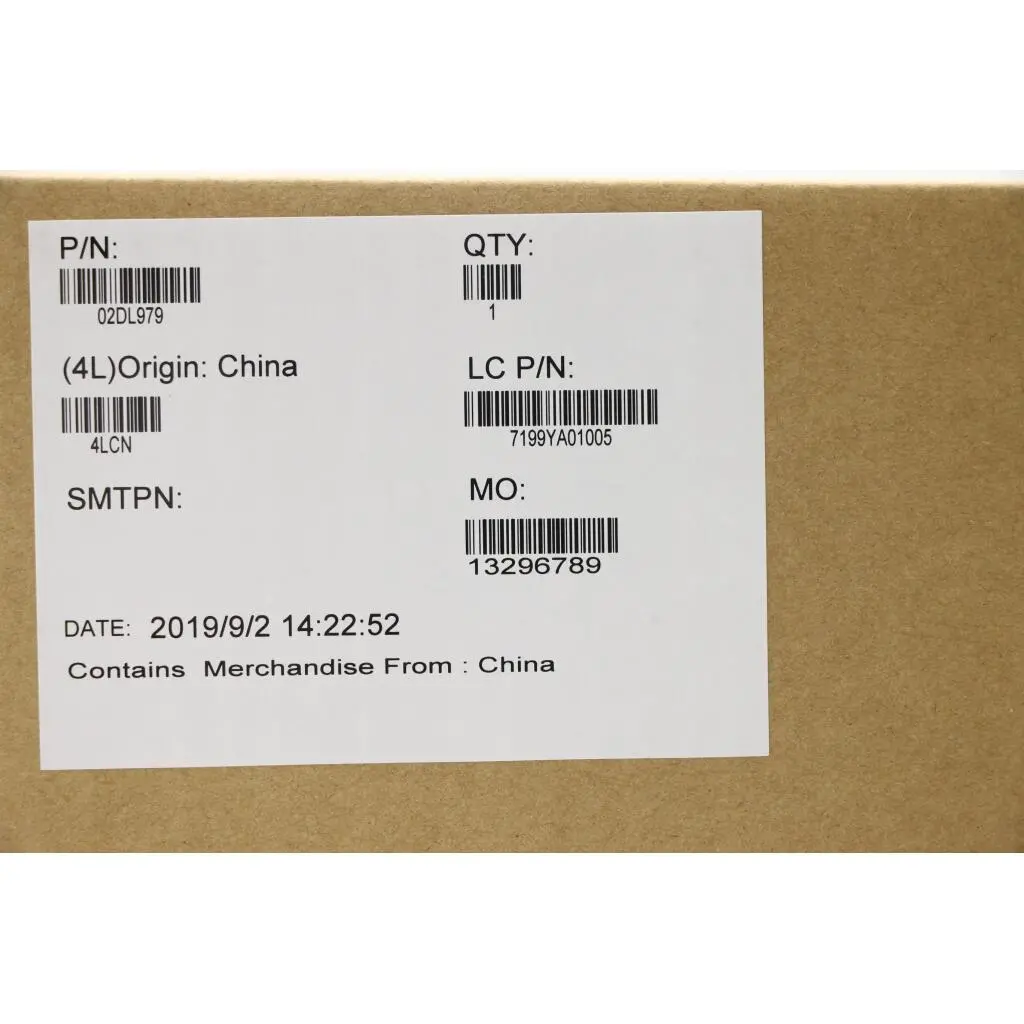 P/N:
02DL979
QTY:
1
(4L)Origin: China
4LCN
LC P/N:
7199YA01005
SMTPN:
MO:
13296789
DATE: 2019/9/2 14:22:52
Contains Merchandise From : China